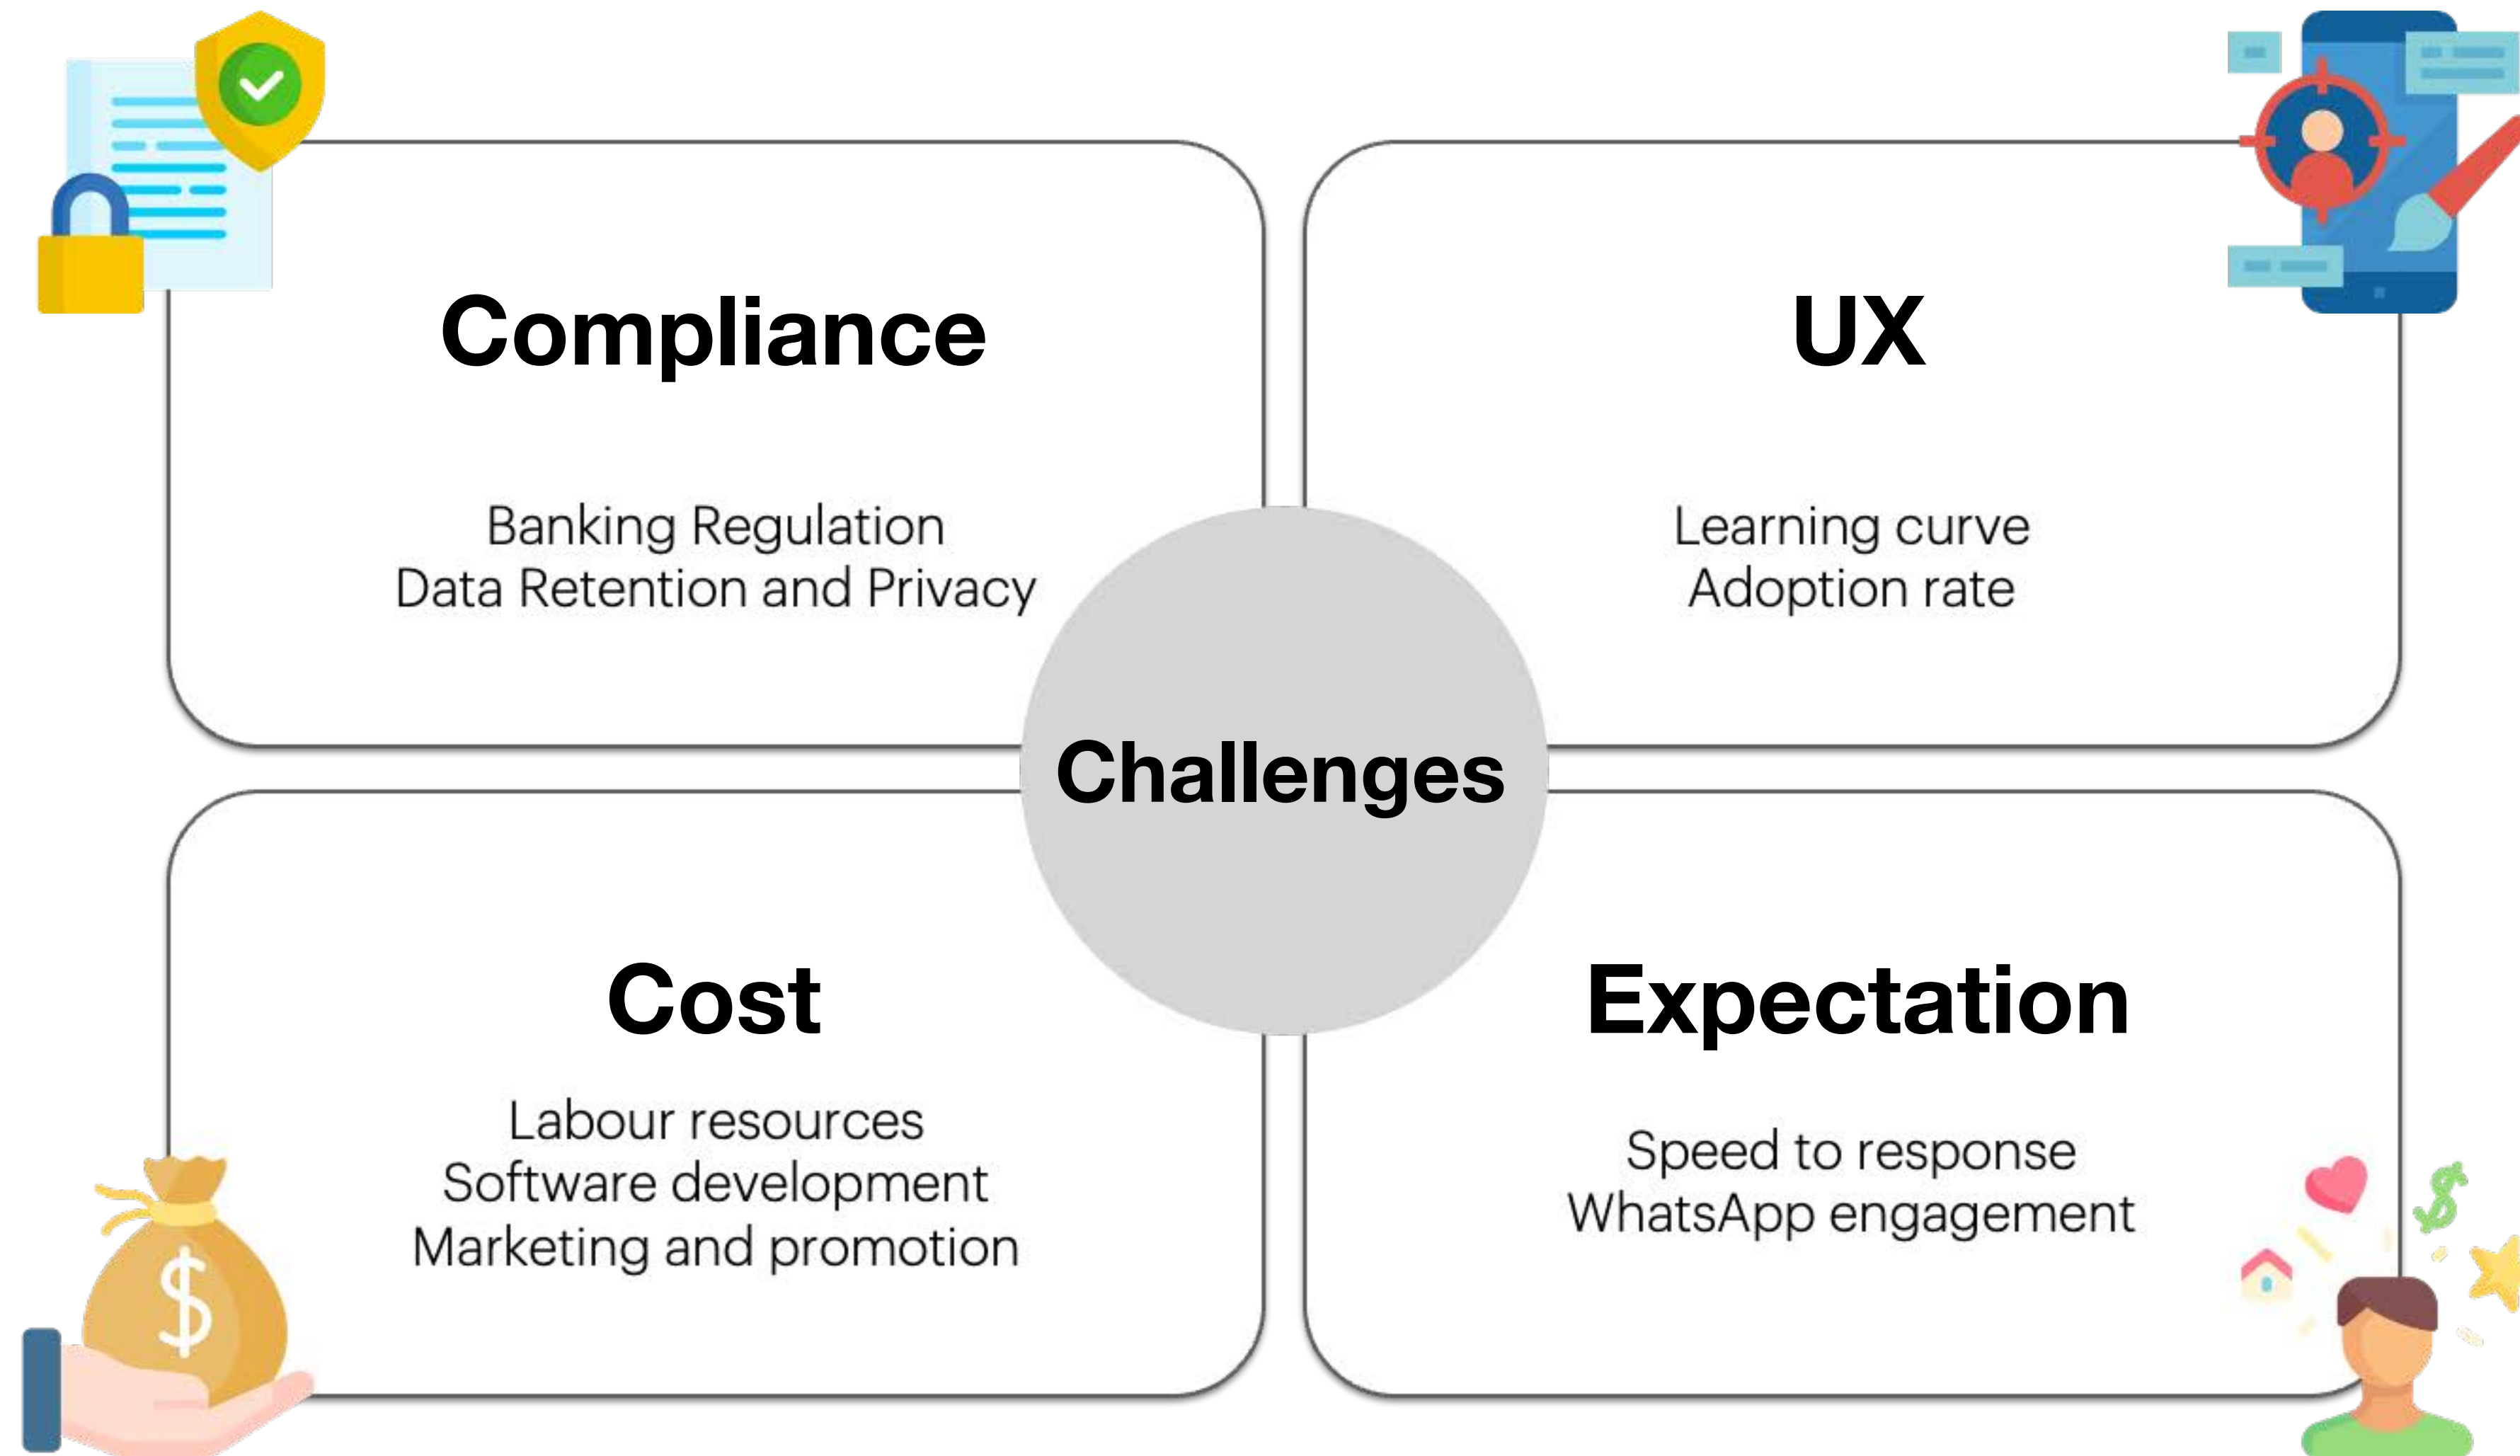 Compliance
Banking Regulation
Data Retention and Privacy
UX
Learning curve
Adoption rate
Challenges
Cost
Labour resources
Software development
Marketing and promotion
Expectation
Speed to response
WhatsApp engagement
$
$